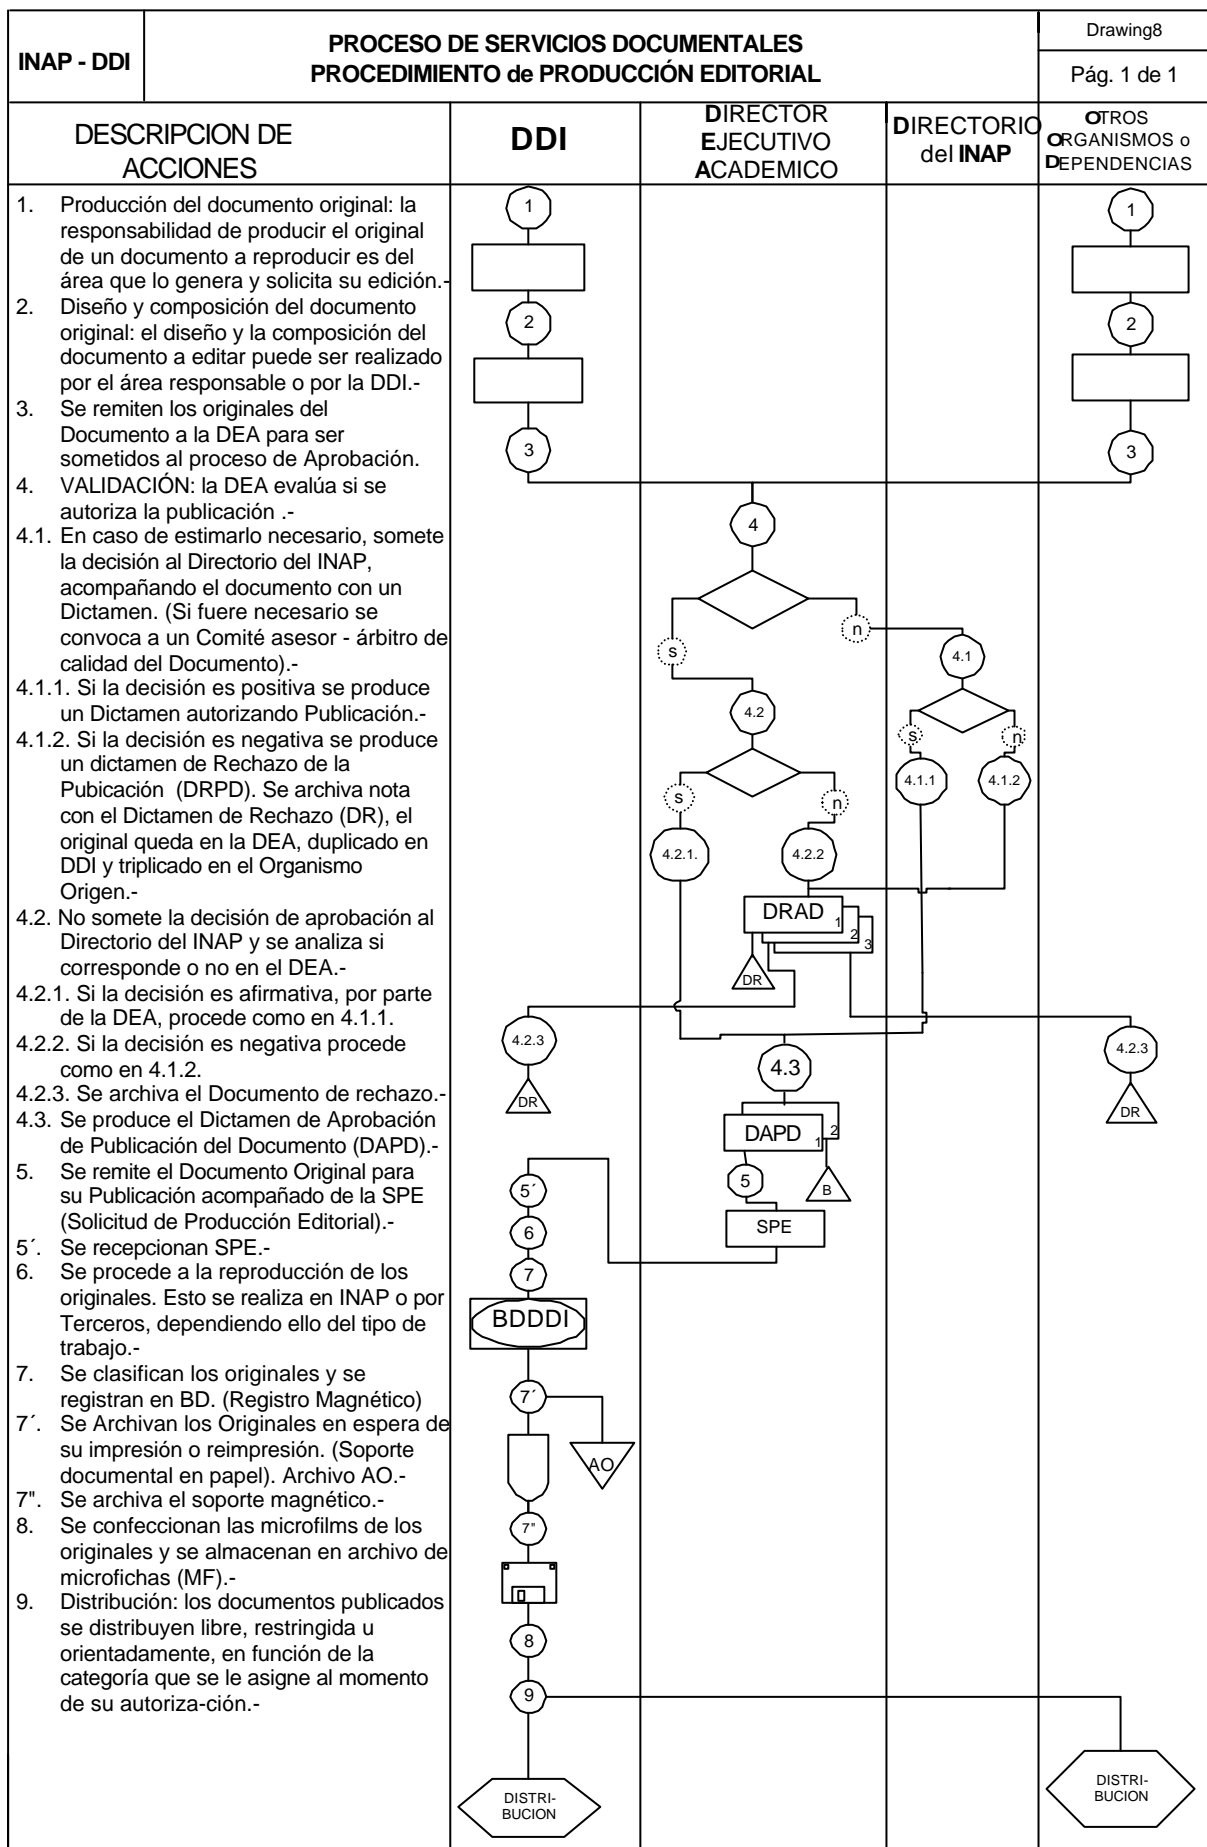 INAP - DDI
PROCESO DE SERVICIOS DOCUMENTALES
PROCEDIMIENTO de PRODUCCIÓN EDITORIAL
Drawing8
Pág. 1 de 1
DESCRIPCION DE
ACCIONES
DDI
DIRECTOR
EJECUTIVO
ACADEMICO
DIRECTORIO
del INAP
OTROS
ORGANISMOS o
DEPENDENCIAS
1. Producción del documento original: la
responsabilidad de producir el original
de un documento a reproducir es del
área que lo genera y solicita su edición.-
2. Diseño y composición del documento
original: el diseño y la composición del
documento a editar puede ser realizado
por el área responsable o por la DDI.-
3. Se remiten los originales del
Documento a la DEA para ser
sometidos al proceso de Aprobación.
4. VALIDACIÓN: la DEA evalúa si se
autoriza la publicación .-
4.1. En caso de estimarlo necesario, somete
la decisión al Directorio del INAP,
acompañando el documento con un
Dictamen. (Si fuere necesario se
convoca a un Comité asesor - árbitro de
calidad del Documento).-
4.1.1. Si la decisión es positiva se produce
un Dictamen autorizando Publicación.-
4.1.2. Si la decisión es negativa se produce
un dictamen de Rechazo de la
Pubicación (DRPD). Se archiva nota
con el Dictamen de Rechazo (DR), el
original queda en la DEA, duplicado en
DDI y triplicado en el Organismo
Origen.-
4.2. No somete la decisión de aprobación al
Directorio del INAP y se analiza si
corresponde o no en el DEA.-
4.2.1. Si la decisión es afirmativa, por parte
de la DEA, procede como en 4.1.1.
4.2.2. Si la decisión es negativa procede
como en 4.1.2.
4.2.3. Se archiva el Documento de rechazo.-
4.3. Se produce el Dictamen de Aprobación
de Publicación del Documento (DAPD).-
5. Se remite el Documento Original para
su Publicación acompañado de la SPE
(Solicitud de Producción Editorial).-
5´. Se recepcionan SPE.-
6. Se procede a la reproducción de los
originales. Esto se realiza en INAP o por
Terceros, dependiendo ello del tipo de
trabajo.-
7. Se clasifican los originales y se
registran en BD. (Registro Magnético)
7´. Se Archivan los Originales en espera de
su impresión o reimpresión. (Soporte
documental en papel). Archivo AO.-
7". Se archiva el soporte magnético.-
8. Se confeccionan las microfilms de los
originales y se almacenan en archivo de
microfichas (MF).-
9. Distribución: los documentos publicados
se distribuyen libre, restringida u
orientadamente, en función de la
categoría que se le asigne al momento
de su autoriza-ción.-
1
2
3
4.2.3
DR
5´
6
7
BDDDI
7´
AO
7"
8
9
DISTRI-
BUCION
4
s
n
4.2
s
n
4.2.1.
4.2.2
DRAD 1
2
3
DR
4.3
DAPD 1
2
5
B
SPE
4.1
s
n
4.1.1
4.1.2
1
2
3
4.2.3
DR
DISTRI-
BUCION